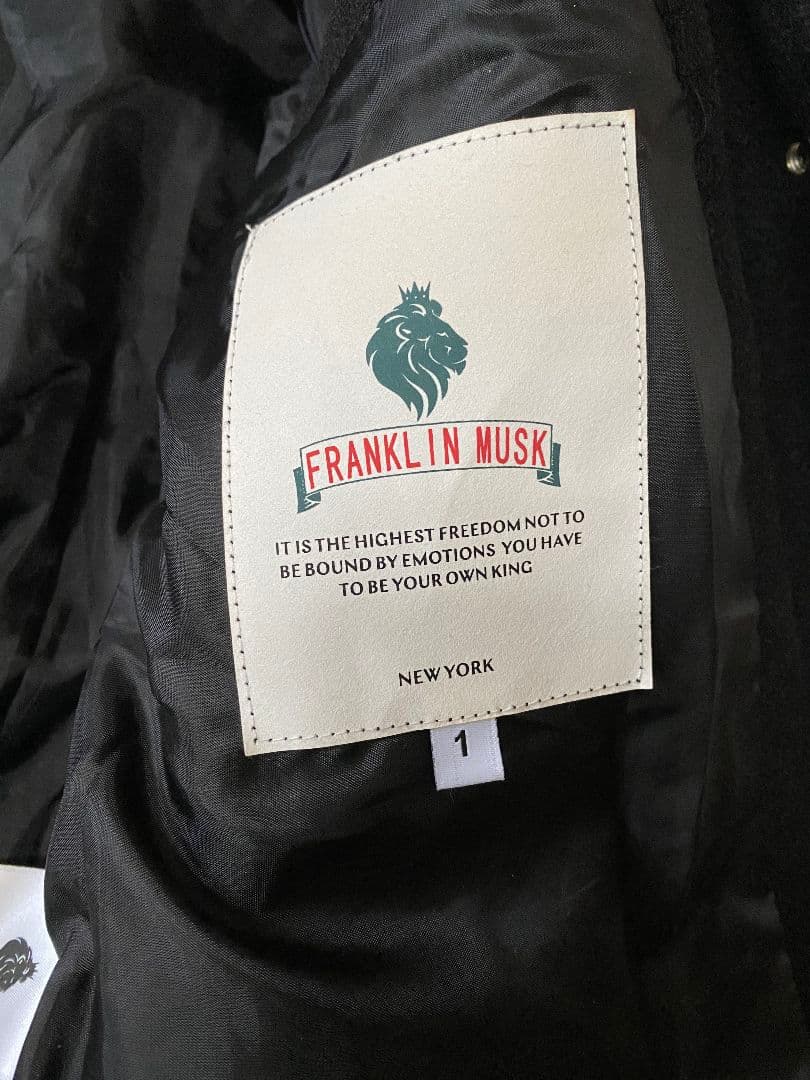 FRANKLIN MUSK
IT IS THE HIGHEST FREEDOM NOT TO
BE BOUND BY EMOTIONS YOU HAVE
TO BE YOUR OWN KING
NEW YORK
1